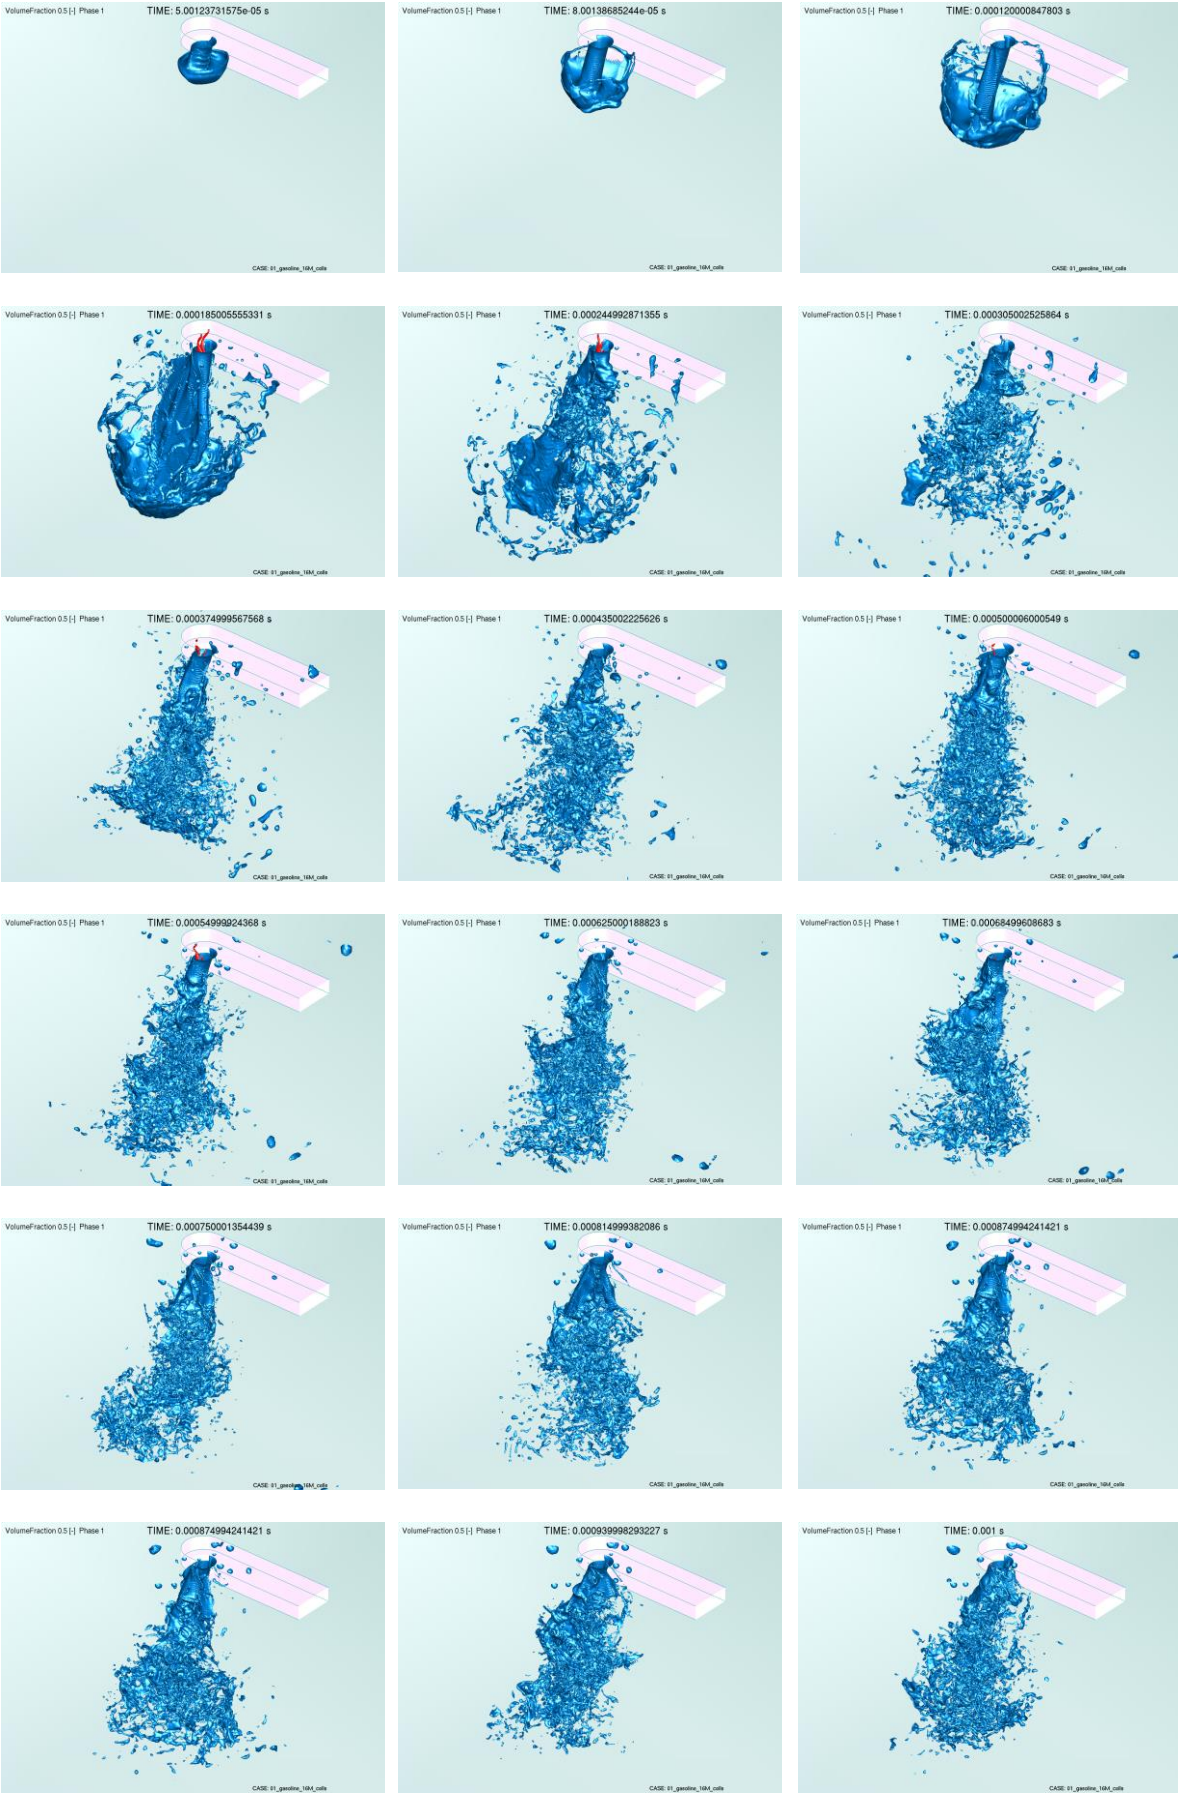 VolumeFraction 0.5 [-] Phase 1 TIME: 5.00123731575e-05 s
CASE: 01_gasoline_16M_cells
VolumeFraction 0.5 [-] Phase 1 TIME: 8.00138685244e-05 s
CASE: 01_gasoline_16M_cells
VolumeFraction 0.5 [-] Phase 1 TIME: 0.000120000847803 s
CASE: 01_gasoline_16M_cells
VolumeFraction 0.5 [-] Phase 1 TIME: 0.000185005555331 s
CASE: 01_gasoline_16M_cells
VolumeFraction 0.5 [-] Phase 1 TIME: 0.000244992871355 s
CASE: 01_gasoline_16M_cells
VolumeFraction 0.5 [-] Phase 1 TIME: 0.000305002525864 s
CASE: 01_gasoline_16M_cells
VolumeFraction 0.5 [-] Phase 1 TIME: 0.000374999567568 s
CASE: 01_gasoline_16M_cells
VolumeFraction 0.5 [-] Phase 1 TIME: 0.000435002225626 s
CASE: 01_gasoline_16M_cells
VolumeFraction 0.5 [-] Phase 1 TIME: 0.000500006000549 s
CASE: 01_gasoline_16M_cells
VolumeFraction 0.5 [-] Phase 1 TIME: 0.00054999924368 s
CASE: 01_gasoline_16M_cells
VolumeFraction 0.5 [-] Phase 1 TIME: 0.000625000188823 s
CASE: 01_gasoline_16M_cells
VolumeFraction 0.5 [-] Phase 1 TIME: 0.00068499608683 s
CASE: 01_gasoline_16M_cells
VolumeFraction 0.5 [-] Phase 1 TIME: 0.000750001354439 s
CASE: 01_gasoline_16M_cells
VolumeFraction 0.5 [-] Phase 1 TIME: 0.000814999382086 s
CASE: 01_gasoline_16M_cells
VolumeFraction 0.5 [-] Phase 1 TIME: 0.000874994241421 s
CASE: 01_gasoline_16M_cells
VolumeFraction 0.5 [-] Phase 1 TIME: 0.000874994241421 s
CASE: 01_gasoline_16M_cells
VolumeFraction 0.5 [-] Phase 1 TIME: 0.000939998293227 s
CASE: 01_gasoline_16M_cells
VolumeFraction 0.5 [-] Phase 1 TIME: 0.001 s
CASE: 01_gasoline_16M_cells